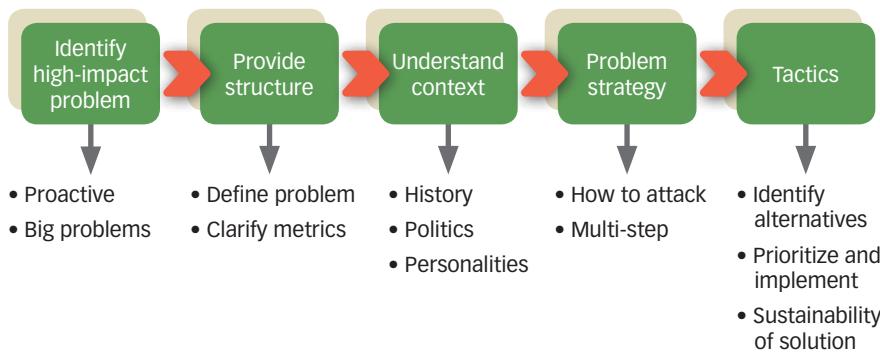 Identify
high-impact
problem
Provide
structure
Understand
context
Problem
strategy
Tactics
• Proactive
• Big problems
• Define problem
• Clarify metrics
• History
• Politics
• Personalities
• How to attack
• Multi-step
• Identify
alternatives
• Prioritize and
implement
• Sustainability
of solution